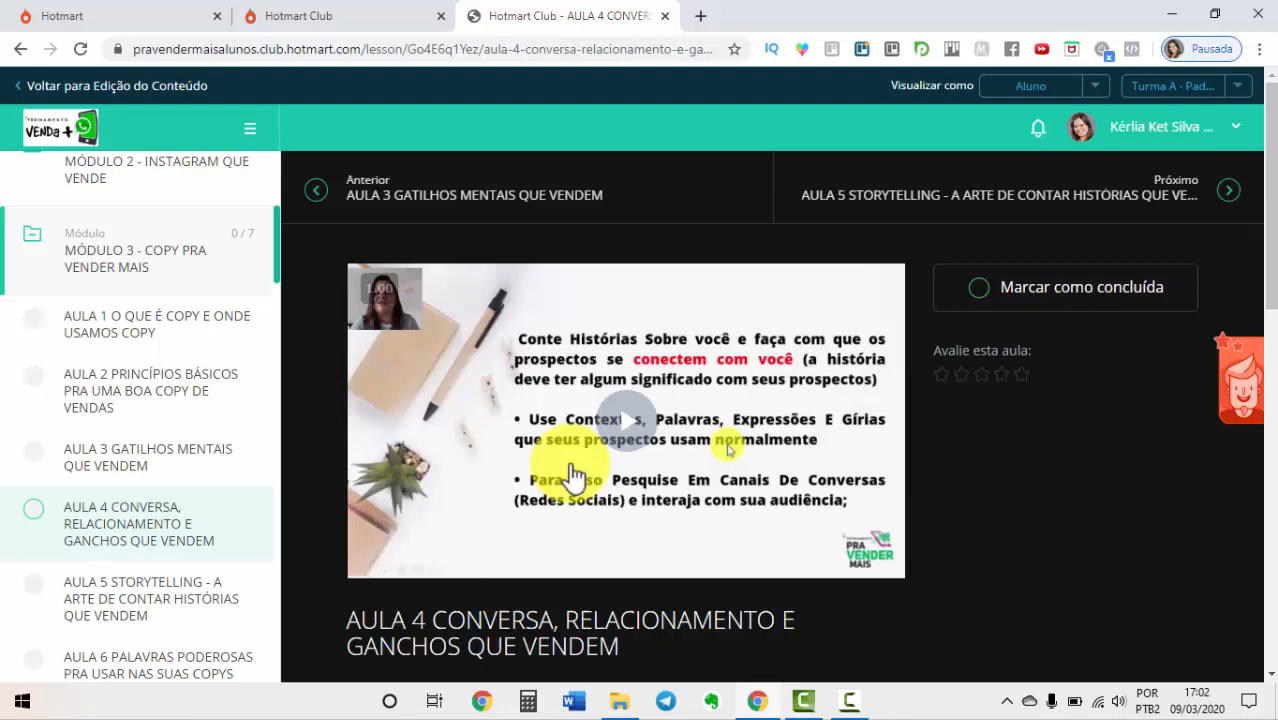 Hotmart
Hotmart Club
Hotmart Club - AULA 4 CONVERS
pravendermaisalunos.club.hotmart.com/lesson/Go4E6q1Yez/aula-4-conversa-relacionamento-e-ga...
IQ
Pausada
Voltar para Edição do Conteúdo
Visualizar como
Aluno
Turma A - Pad...
TREINAMENTO
VENDA +
Kérlia Ket Silva ...
MÓDULO 2 - INSTAGRAM QUE
VENDE
Módulo
0 / 7
MÓDULO 3 - COPY PRA
VENDER MAIS
AULA 1 O QUE É COPY E ONDE
USAMOS COPY
AULA 2 PRINCÍPIOS BÁSICOS
PRA UMA BOA COPY DE
VENDAS
AULA 3 GATILHOS MENTAIS
QUE VENDEM
AULA 4 CONVERSA,
RELACIONAMENTO E
GANCHOS QUE VENDEM
AULA 5 STORYTELLING - A
ARTE DE CONTAR HISTÓRIAS
QUE VENDEM
AULA 6 PALAVRAS PODEROSAS
PRA USAR NAS SUAS COPYS
Anterior
AULA 3 GATILHOS MENTAIS QUE VENDEM
Próximo
AULA 5 STORYTELLING - A ARTE DE CONTAR HISTÓRIAS QUE VE...
1.00
Conte Histórias Sobre você e faça com que os
prospectos se conectem com você (a história
deve ter algum significado com seus prospectos)
• Use Contextos, Palavras, Expressões E Gírias
que seus prospectos usam normalmente
• Para Isso Pesquise Em Canais De Conversas
(Redes Sociais) e interaja com sua audiência;
TREINAMENTO
PRA
VENDER
MAIS
Marcar como concluída
Avalie esta aula:
AULA 4 CONVERSA, RELACIONAMENTO E
GANCHOS QUE VENDEM
POR
PTB2
17:02
09/03/2020